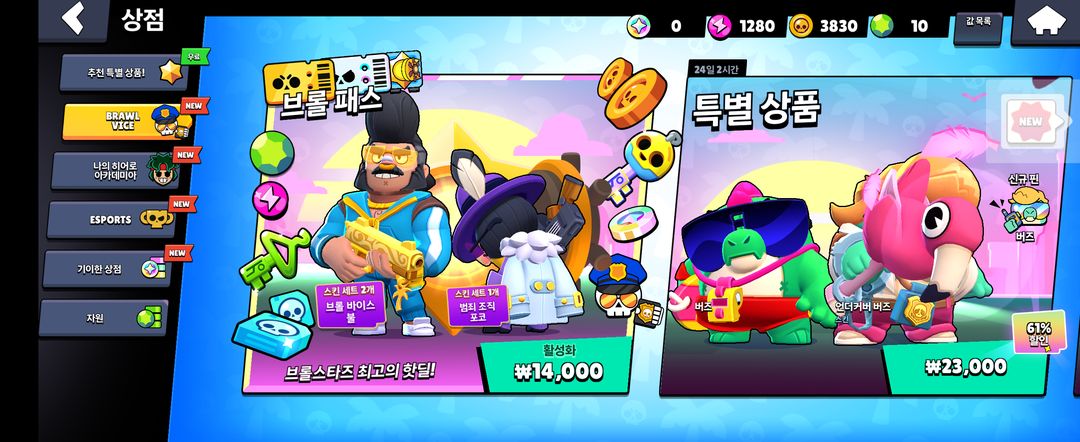 상점
0
1280
3830
10
값 목록
추천 특별 상품!
무료
BRAWL
VICE
NEW
나의 히어로
아카데미아
NEW
ESPORTS
NEW
기이한 상점
NEW
자원
브롤 패스
스킨 세트 2개
브롤 바이스
불
스킨 세트 1개
범죄 조직
포코
브롤스타즈 최고의 핫딜!
활성화
₩14,000
24일 2시간
특별 상품
NEW
신규 핀
버즈
버즈
언더커버 버즈
스킨
61%
할인
₩23,000